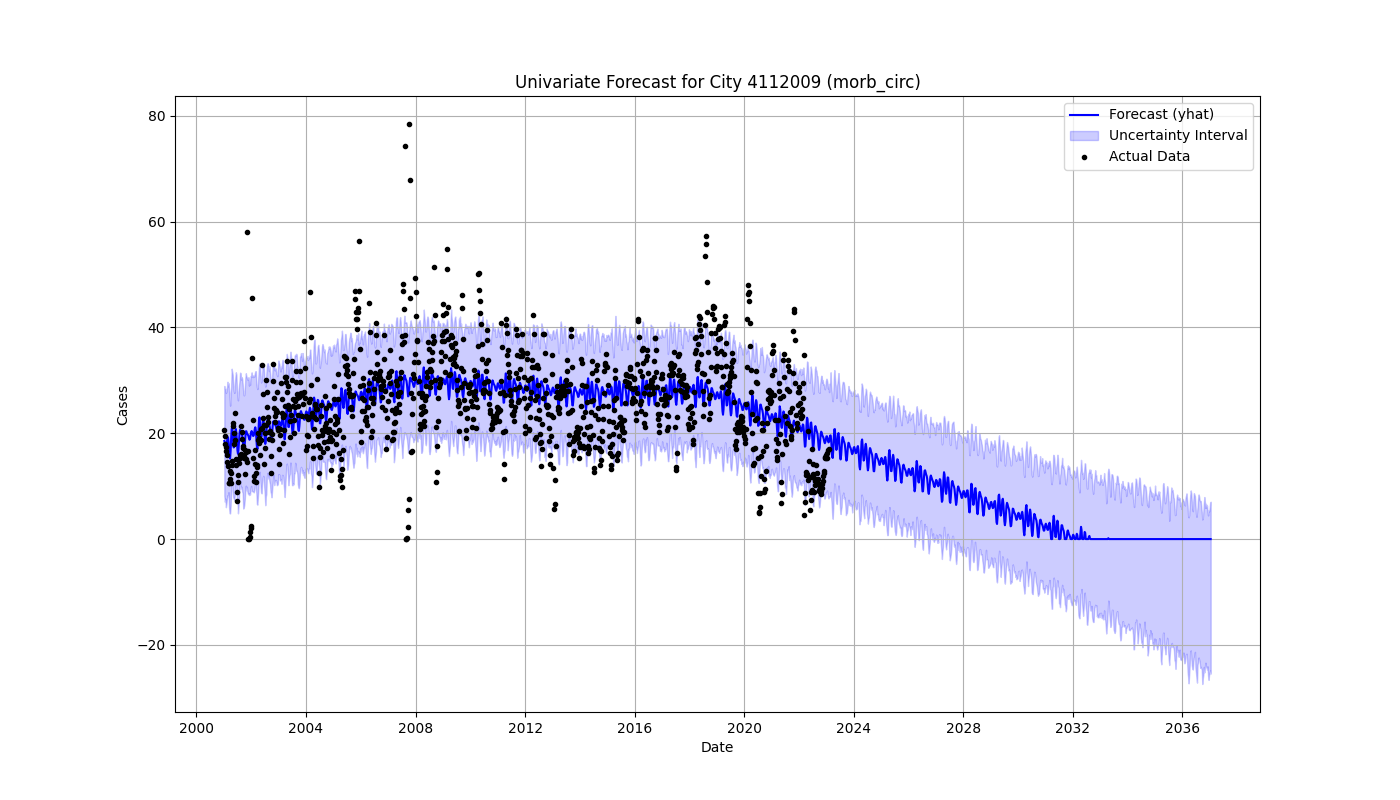 Univariate Forecast for City 4112009 (morb_circ)
Forecast (yhat)
Uncertainty Interval
Actual Data
80
60
40
20
0
−20
Cases
2000 2004 2008 2012 2016 2020 2024 2028 2032 2036
Date